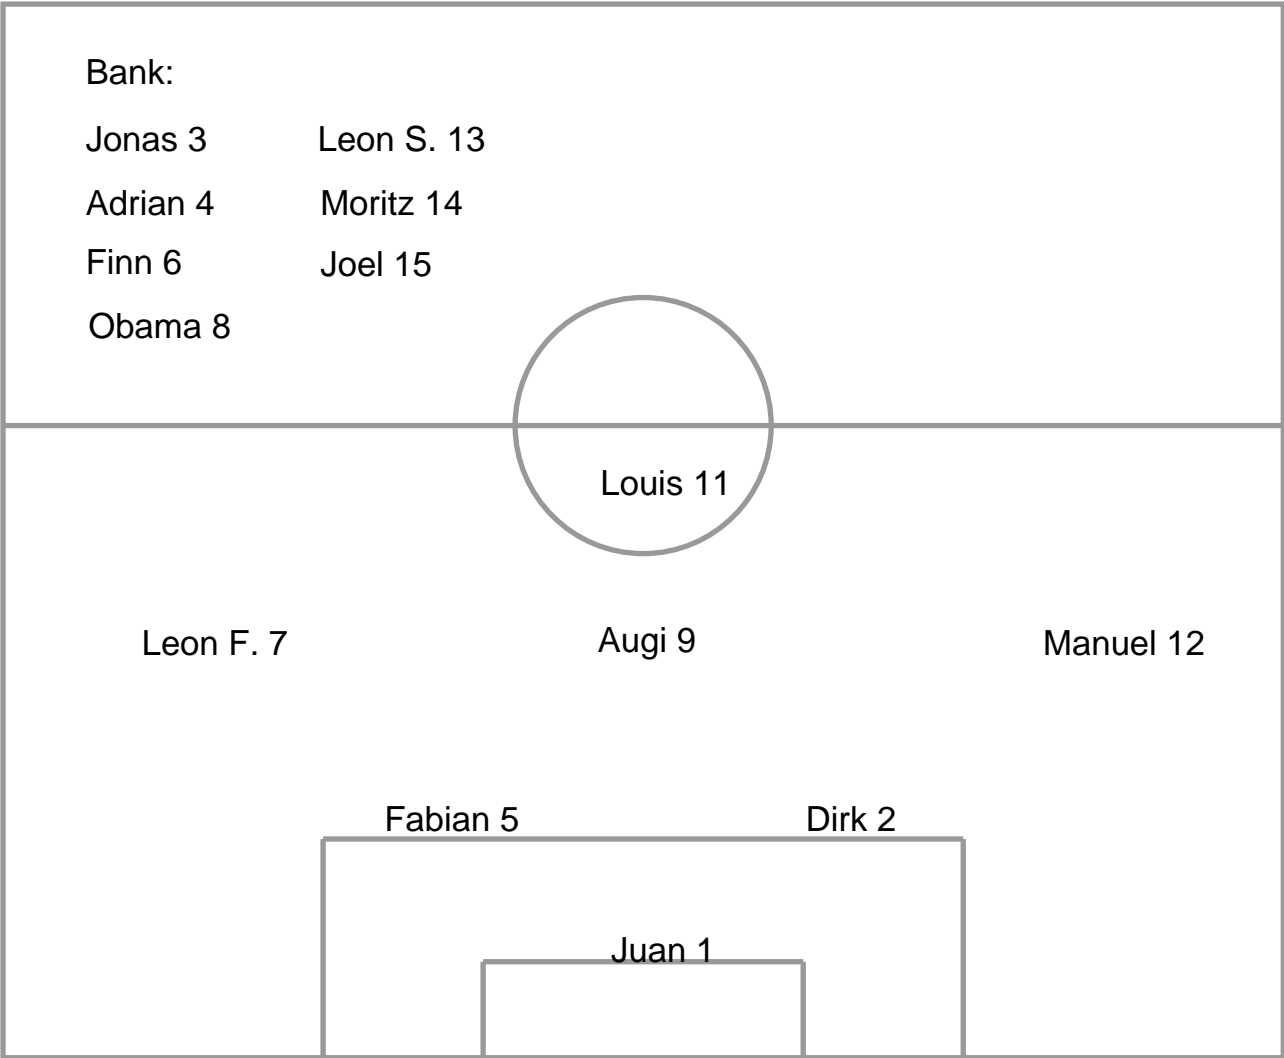 Bank:
Jonas 3 Leon S. 13
Adrian 4 Moritz 14
Finn 6 Joel 15
Obama 8
Louis 11
Leon F. 7 Augi 9 Manuel 12
Fabian 5 Dirk 2
Juan 1